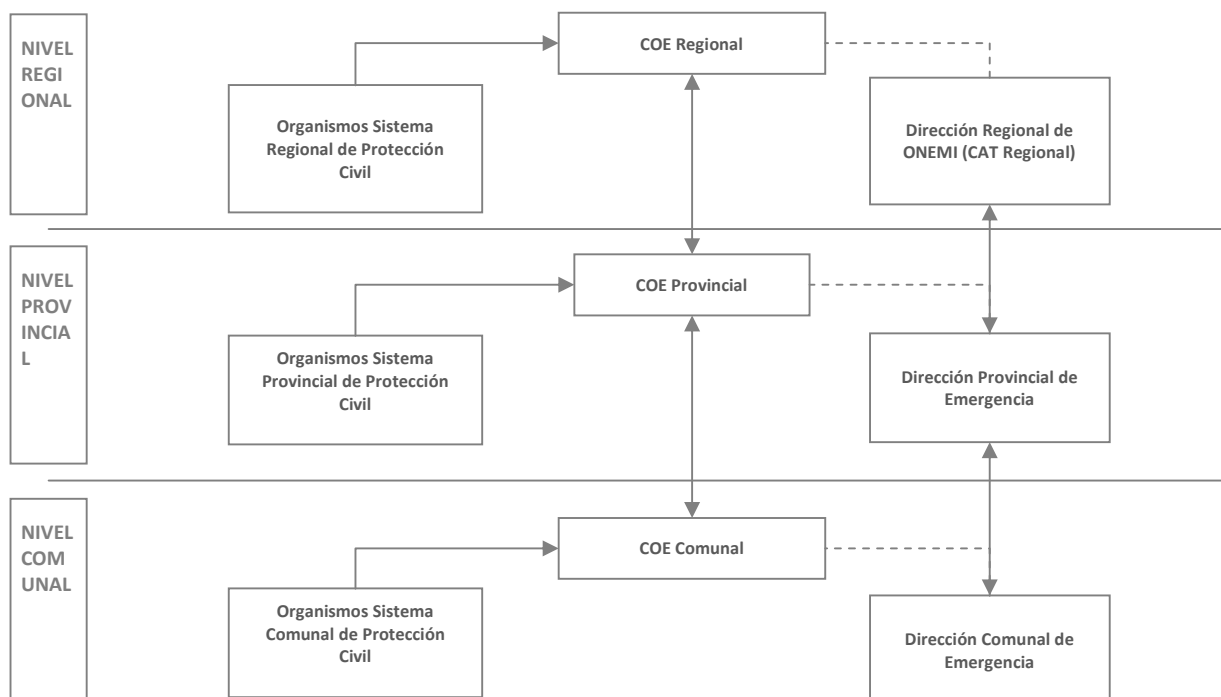 NIVEL
REGI
ONAL
COE Regional
Organismos Sistema
Regional de Protección
Civil
Dirección Regional de
ONEMI (CAT Regional)
NIVEL
PROV
INCIA
L
COE Provincial
Organismos Sistema
Provincial de Protección
Civil
Dirección Provincial de
Emergencia
NIVEL
COM
UNAL
COE Comunal
Organismos Sistema
Comunal de Protección
Civil
Dirección Comunal de
Emergencia